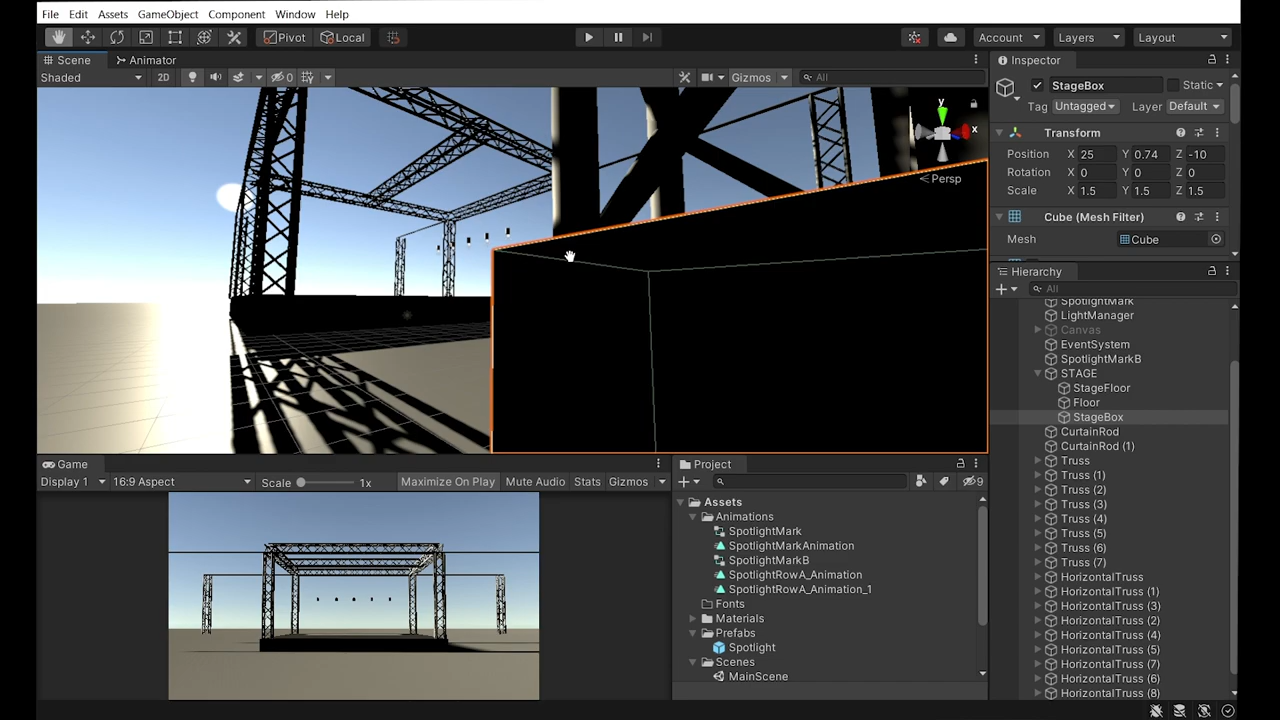 File Edit Assets GameObject Component Window Help
Pivot Local Account Layers Layout
Scene Animator
Shaded 2D 0 Gizmos All
y
x
Persp
Inspector
StageBox Static
Tag Untagged Layer Default
Transform
Position X 25 Y 0.74 Z -10
Rotation X 0 Y 0 Z 0
Scale X 1.5 Y 1.5 Z 1.5
Cube (Mesh Filter)
Mesh Cube
Hierarchy
All
SpotlightMark
LightManager
Canvas
EventSystem
SpotlightMarkB
STAGE
StageFloor
Floor
StageBox
CurtainRod
CurtainRod (1)
Truss
Truss (1)
Truss (2)
Truss (3)
Truss (4)
Truss (5)
Truss (6)
Truss (7)
HorizontalTruss
HorizontalTruss (1)
HorizontalTruss (3)
HorizontalTruss (2)
HorizontalTruss (4)
HorizontalTruss (5)
HorizontalTruss (7)
HorizontalTruss (6)
HorizontalTruss (8)
Game
Display 1 16:9 Aspect Scale 1x Maximize On Play Mute Audio Stats Gizmos
Project
9
Assets
Animations
SpotlightMark
SpotlightMarkAnimation
SpotlightMarkB
SpotlightRowA_Animation
SpotlightRowA_Animation_1
Fonts
Materials
Prefabs
Spotlight
Scenes
MainScene